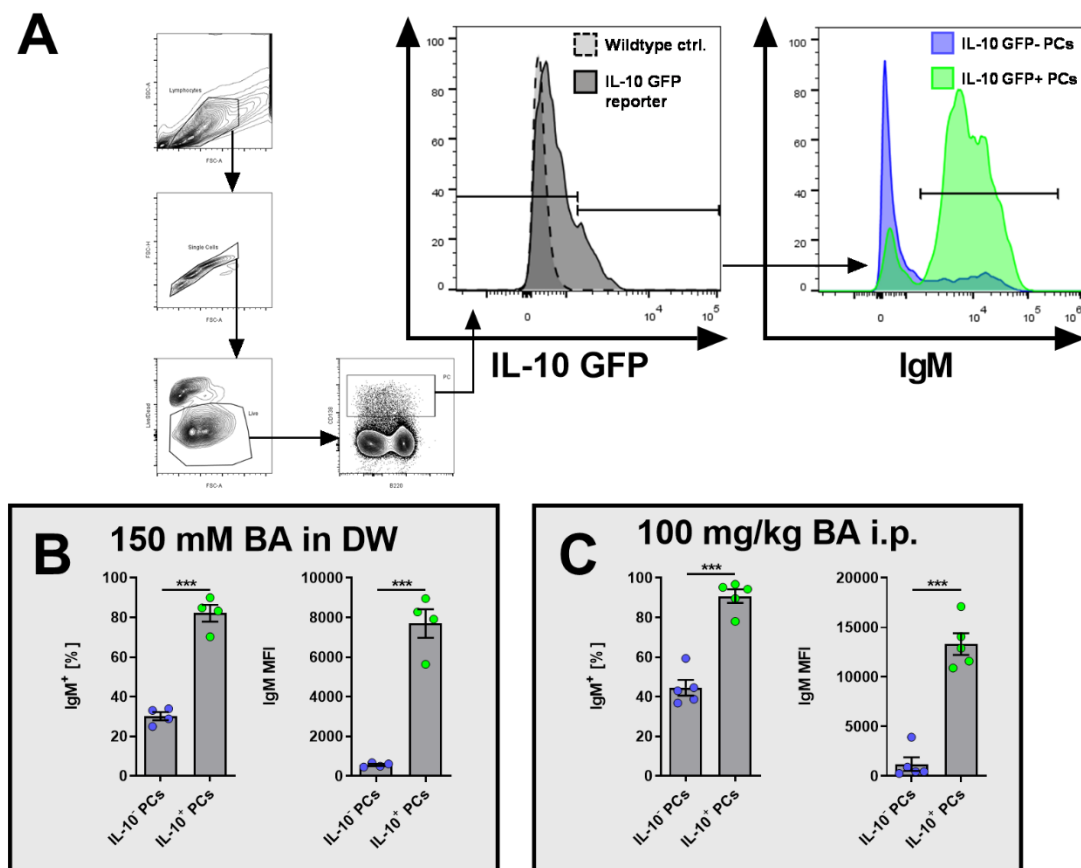 A
SSC-A
Lymphocytes
FSC-A
FSC-H
Single Cells
FSC-A
Live/Dead
Live
FSC-A
CD138
PC
B220
100
80
60
40
20
0
0
10^4
10^5
Wildtype ctrl.
IL-10 GFP
reporter
IL-10 GFP
100
80
60
40
20
0
0
10^4
10^5
10^6
IL-10 GFP- PCs
IL-10 GFP+ PCs
IgM
B
150 mM BA in DW
IgM+ [%]
100
80
60
40
20
0
***
IL-10- PCs
IL-10+ PCs
IgM MFI
10000
8000
6000
4000
2000
0
***
IL-10- PCs
IL-10+ PCs
C
100 mg/kg BA i.p.
IgM+ [%]
100
80
60
40
20
0
***
IL-10- PCs
IL-10+ PCs
IgM MFI
20000
15000
10000
5000
0
***
IL-10- PCs
IL-10+ PCs